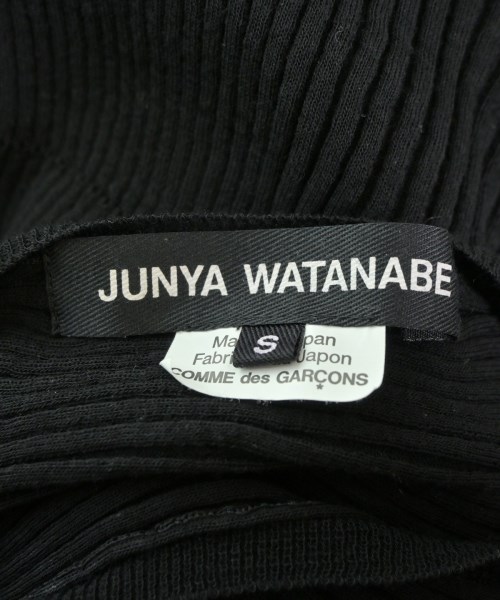 JUNYA WATANABE
Ma pan
S
Fabri Japon
COMME des GARÇONS
*